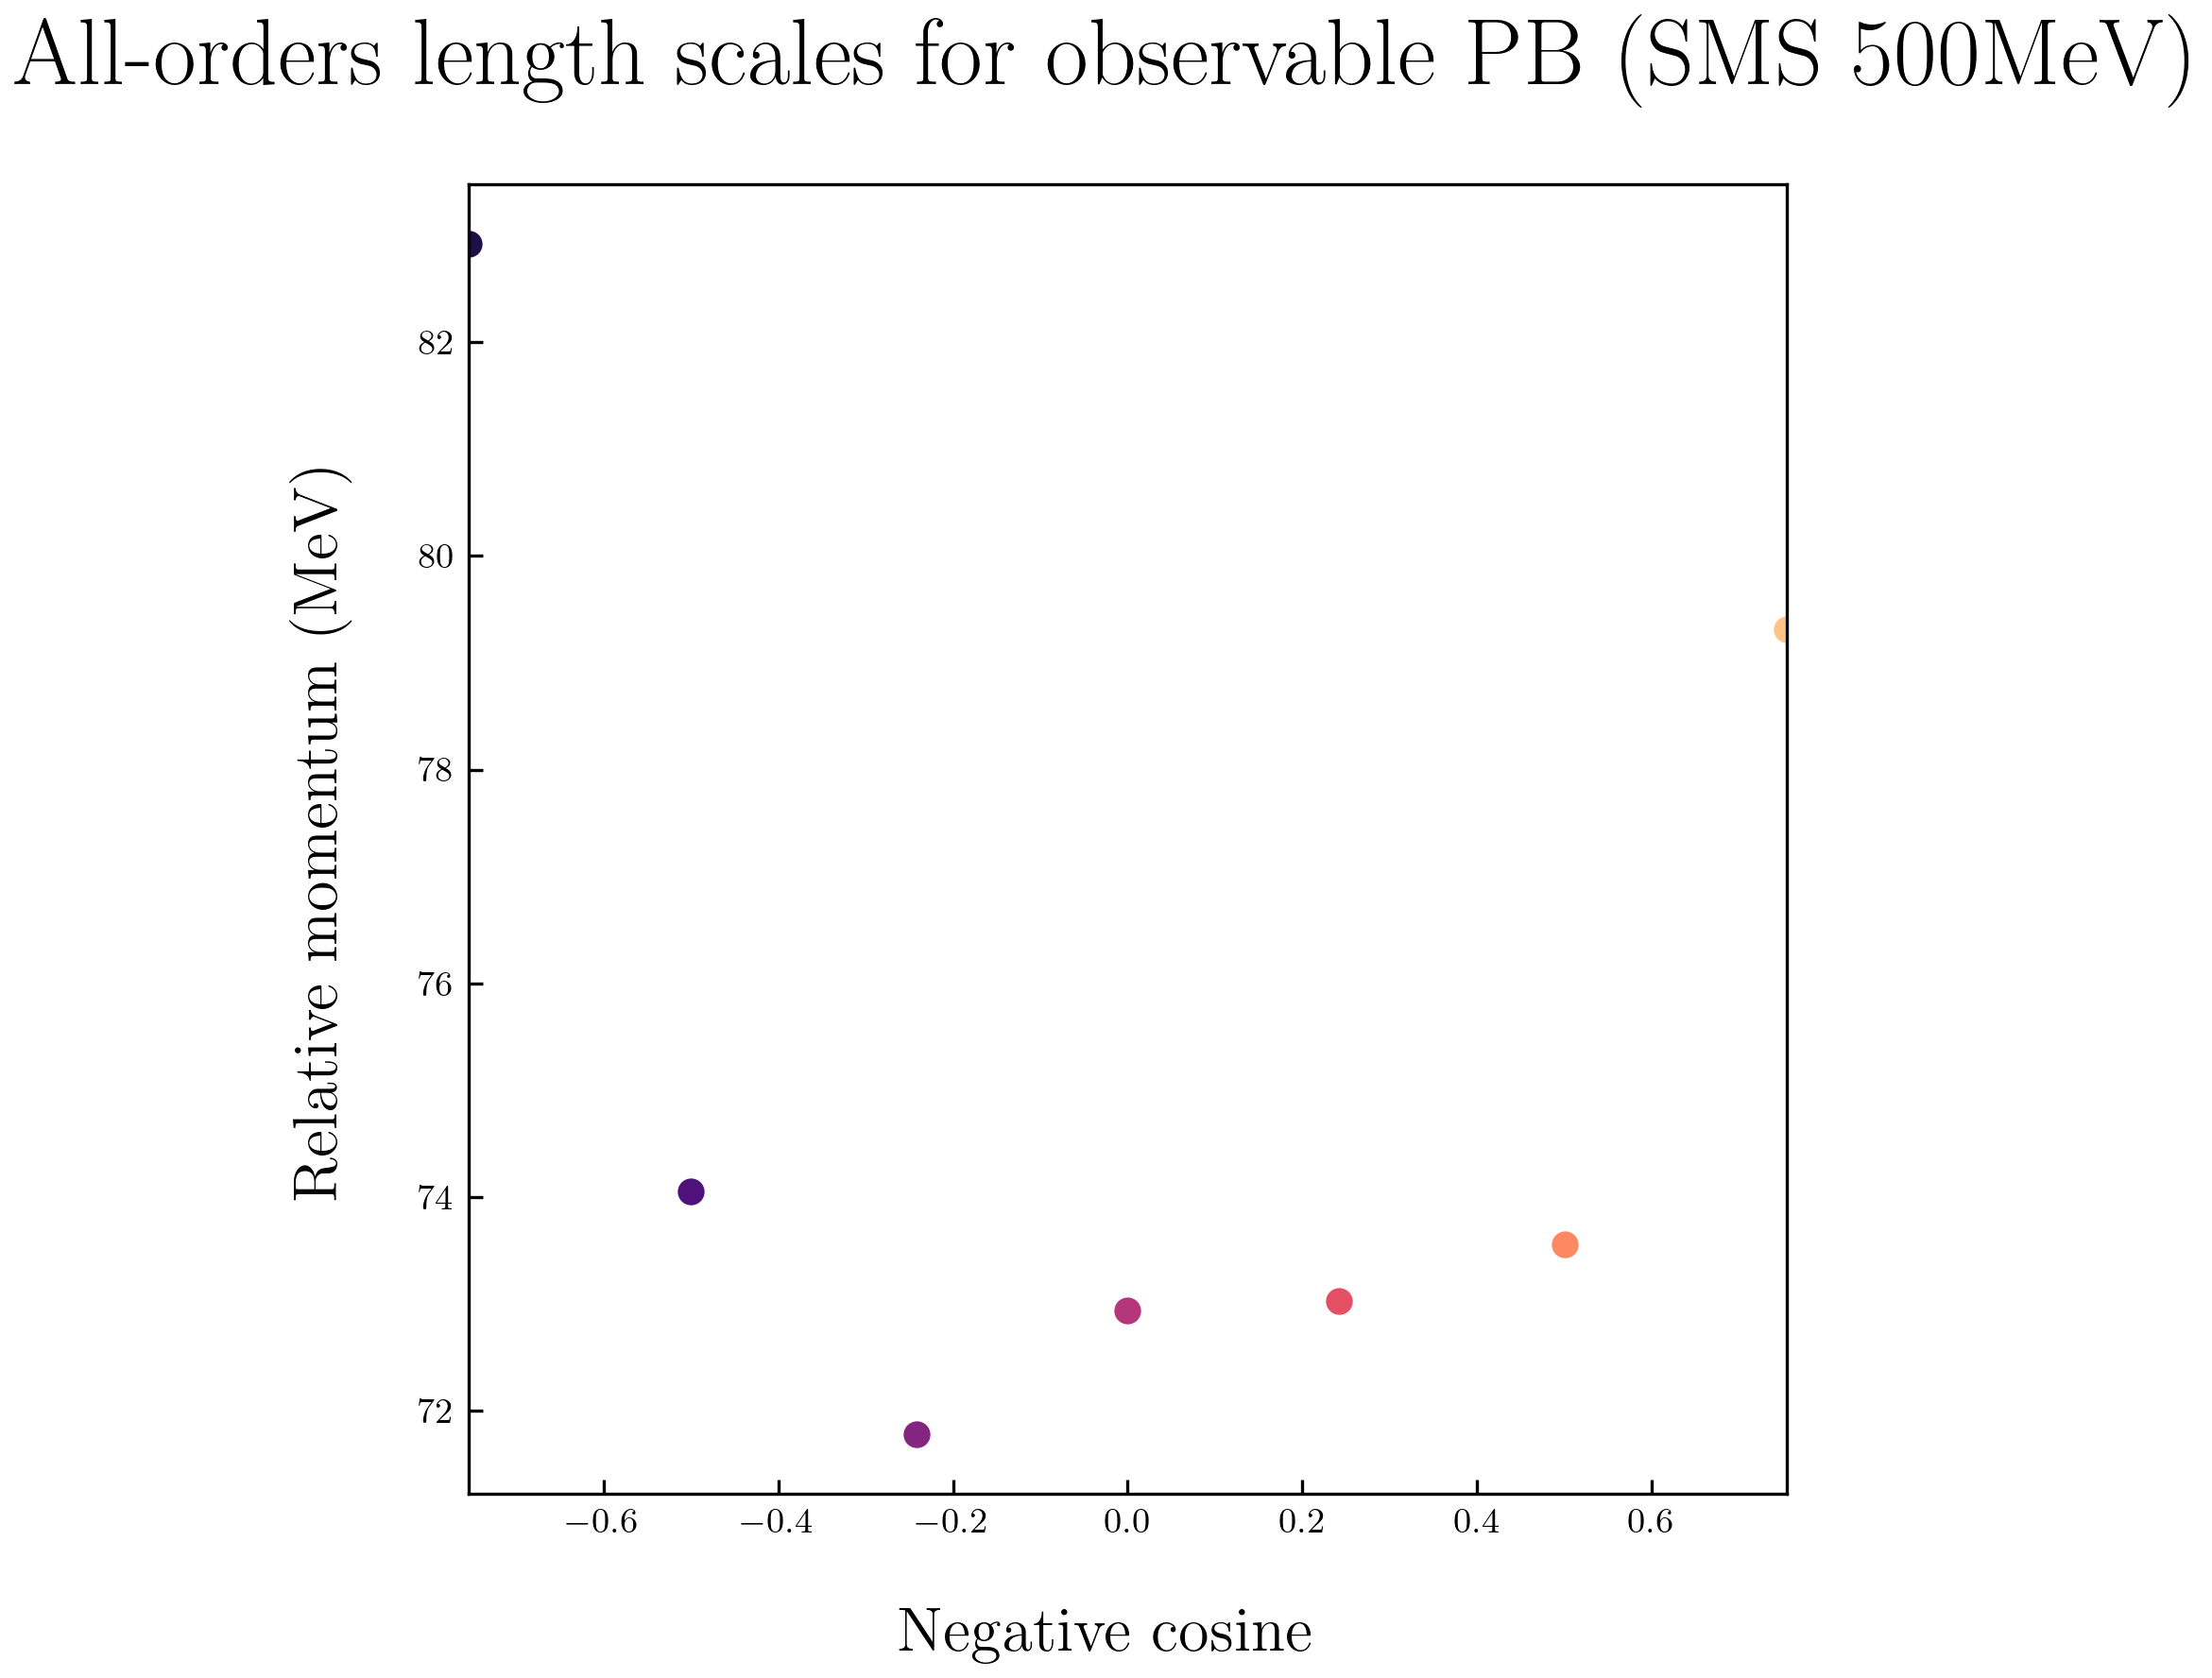 All-orders length scales for observable PB (SMS 500MeV)
Relative momentum (MeV)
82
80
78
76
74
72
−0.6 −0.4 −0.2 0.0 0.2 0.4 0.6
Negative cosine